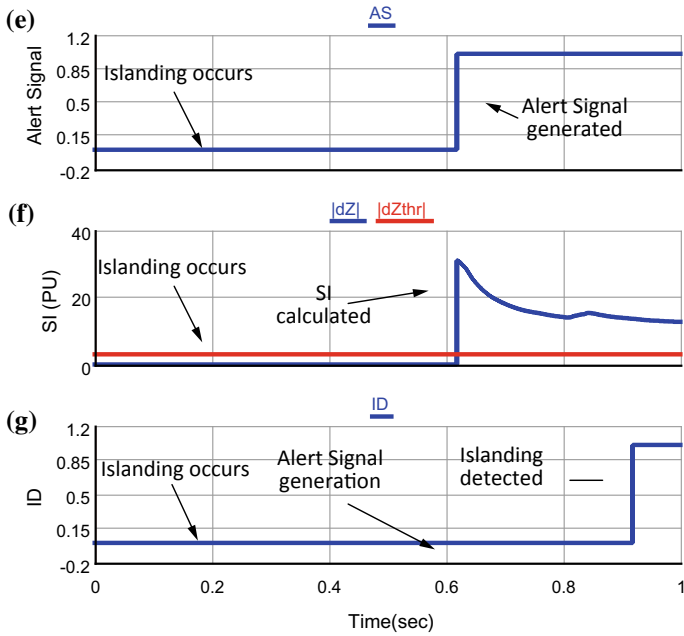 (e)
AS
1.2
0.85
0.5
0.15
-0.2
Alert Signal
Islanding occurs
Alert Signal
generated
(f)
|dZ| |dZthr|
40
20
0
SI (PU)
Islanding occurs
SI
calculated
(g)
ID
1.2
0.85
0.5
0.15
-0.2
ID
Islanding occurs
Alert Signal
generation
Islanding
detected
0 0.2 0.4 0.6 0.8 1
Time(sec)